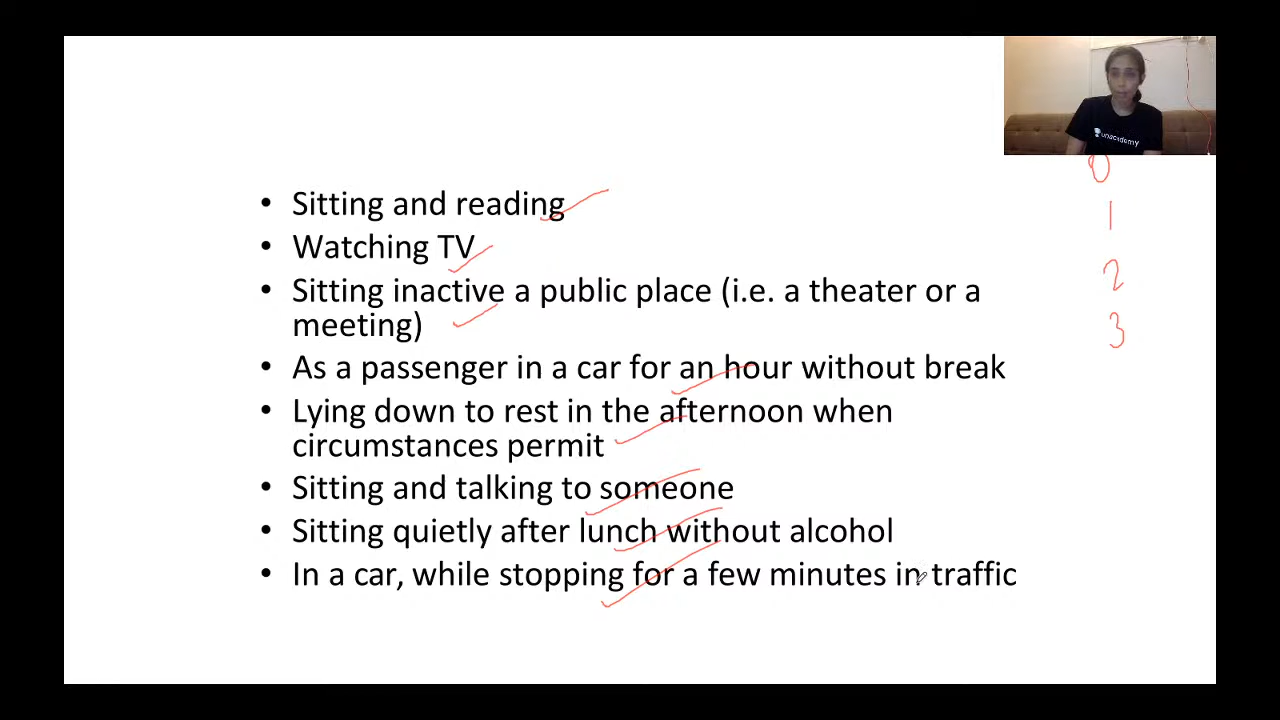 unacademy
0
• Sitting and reading
1
• Watching TV
2
• Sitting inactive a public place (i.e. a theater or a
meeting)
3
• As a passenger in a car for an hour without break
• Lying down to rest in the afternoon when
circumstances permit
• Sitting and talking to someone
• Sitting quietly after lunch without alcohol
• In a car, while stopping for a few minutes in traffic